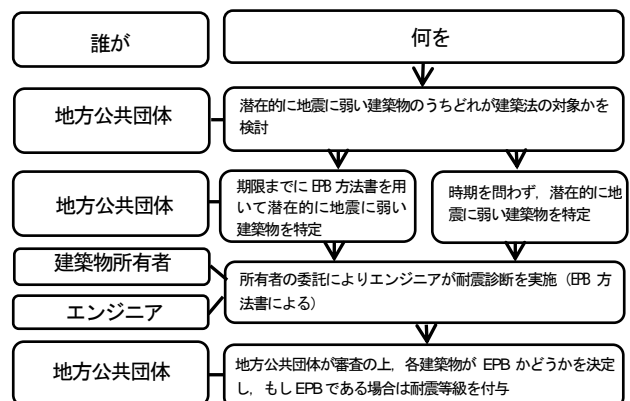 誰が
何を
地方公共団体
潜在的に地震に弱い建築物のうちどれが建築法の対象かを
検討
地方公共団体
期限までに EPB 方法書を用
いて潜在的に地震に弱い
建築物を特定
時期を問わず，潜在的に地
震に弱い建築物を特定
建築物所有者
エンジニア
所有者の委託によりエンジニアが耐震診断を実施（EPB 方
法書による）
地方公共団体
地方公共団体が審査の上，各建築物が EPB かどうかを決定
し，もし EPB である場合は耐震等級を付与